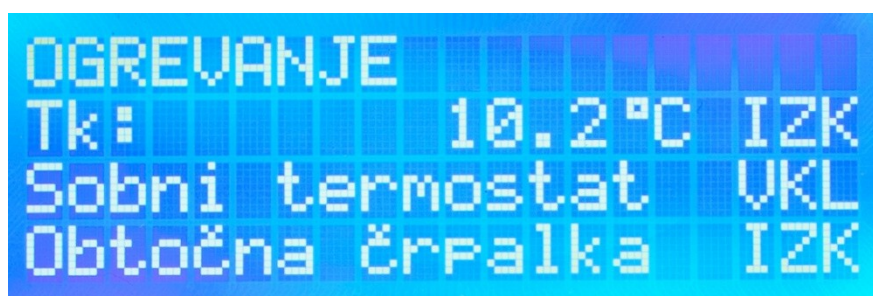 OGREVANJE
Tk: 10.2°C IZK
Sobni termostat VKL
Obtočna črpalka IZK